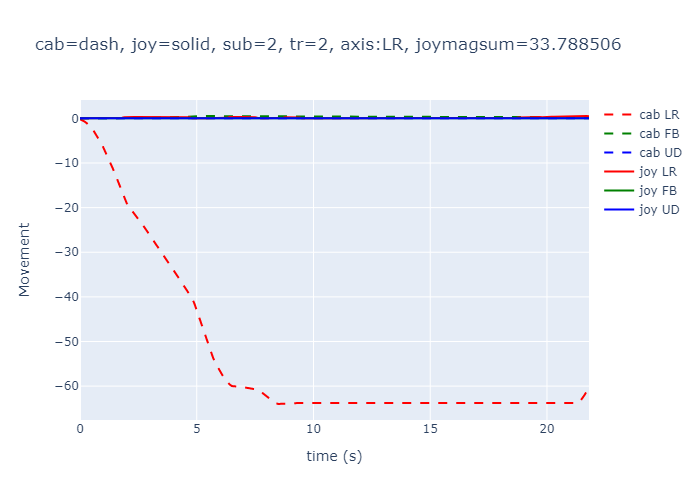 cab=dash, joy=solid, sub=2, tr=2, axis:LR, joymagsum=33.788506
0
−10
−20
−30
−40
−50
−60
Movement
0
5
10
15
20
time (s)
cab LR
cab FB
cab UD
joy LR
joy FB
joy UD